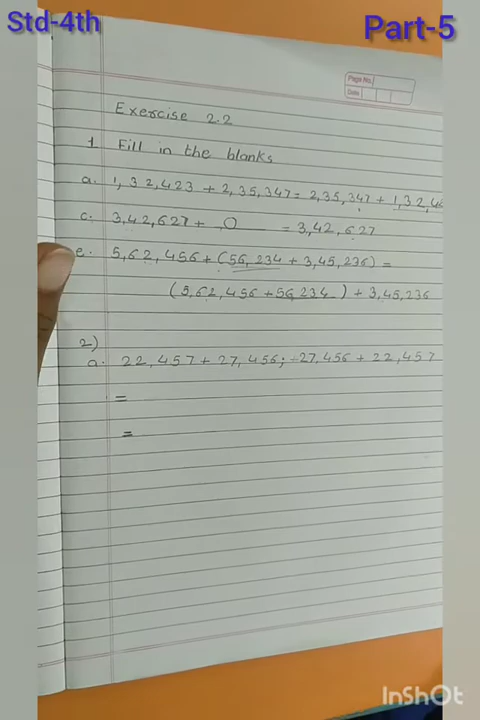 Std-4th
Part-5
Page No.
Date
Exercise 2.2
1 Fill in the blanks
a. 1,32,423 + 2,35,347 = 2,35,347 + 1,32,4
c. 3,42,627 + 0 = 3,42,627
e. 5,62,456 + (56,234 + 3,45,236) =
(5,62,456 + 56,234) + 3,45,236
2)
a. 22,457 + 27,456; 27,456 + 22,457
=
=
InShOt